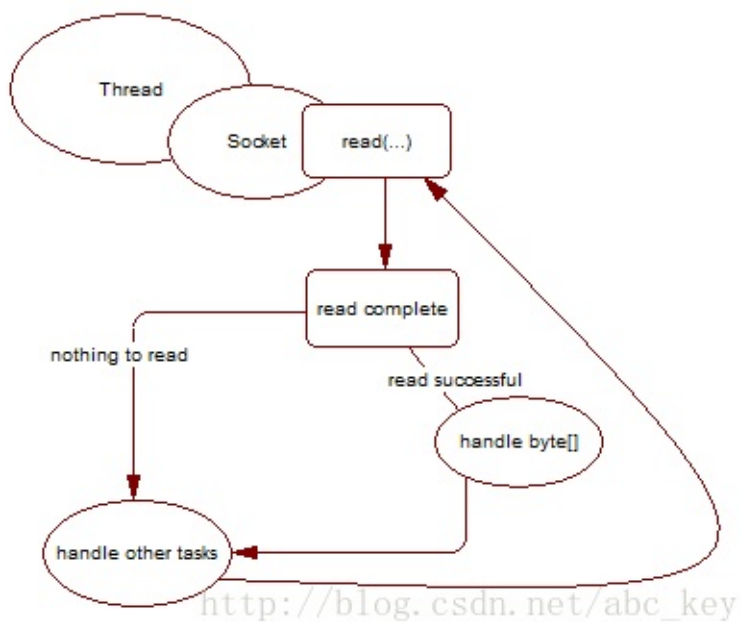 Thread
Socket
read(...)
read complete
nothing to read
read successful
handle byte[]
handle other tasks
http://blog.csdn.net/abc_key